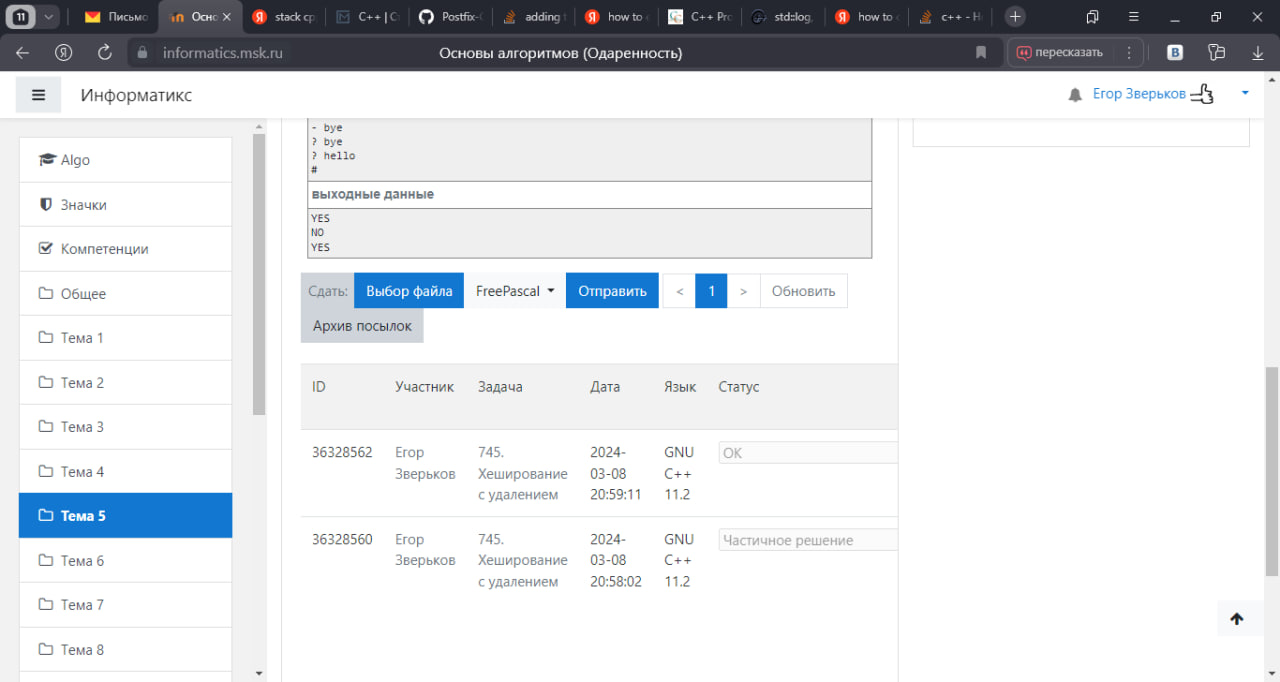 11
Письмо
Осно
stack cp
C++ | C
Postfix-C
adding
how to
C++ Pro
std::log
how to
c++ - H
informatics.msk.ru
Основы алгоритмов (Одаренность)
пересказать
B
Информатикс
Егор Зверьков
Algo
Значки
Компетенции
Общее
Тема 1
Тема 2
Тема 3
Тема 4
Тема 5
Тема 6
Тема 7
Тема 8
- bye
? bye
? hello
#
выходные данные
YES
NO
YES
Сдать: Выбор файла FreePascal Отправить < 1 > Обновить
Архив посылок
ID Участник Задача Дата Язык Статус
36328562 Егор 745. 2024- GNU OK
Зверьков Хеширование 03-08 C++
с удалением 20:59:11 11.2
36328560 Егор 745. 2024- GNU Частичное решение
Зверьков Хеширование 03-08 C++
с удалением 20:58:02 11.2